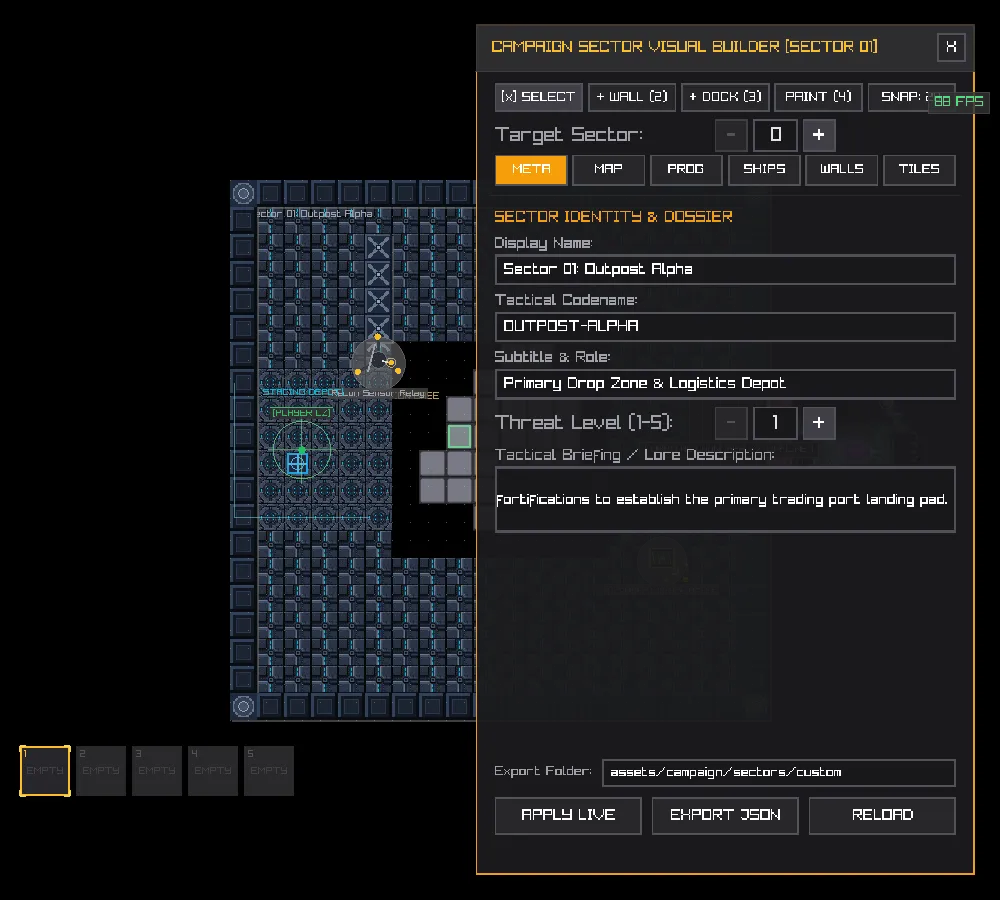 CAMPAIGN SECTOR VISUAL BUILDER [SECTOR 01]
X
[X] SELECT
+ WALL (2)
+ DOCK (3)
PAINT (4)
SNAP:
88 FPS
Target Sector:
-
0
+
META
MAP
PROG
SHIPS
WALLS
TILES
SECTOR IDENTITY & DOSSIER
Display Name:
Sector 01: Outpost Alpha
Tactical Codename:
OUTPOST-ALPHA
Subtitle & Role:
Primary Drop Zone & Logistics Depot
Threat Level (1-5):
-
1
+
Tactical Briefing / Lore Description:
fortifications to establish the primary trading port landing pad.
Export Folder:
assets/campaign/sectors/custom
APPLY LIVE
EXPORT JSON
RELOAD
ector 01: Outpost Alpha
Sensor Relay
[PLAYER LZ]
1
EMPTY
2
EMPTY
3
EMPTY
4
EMPTY
5
EMPTY